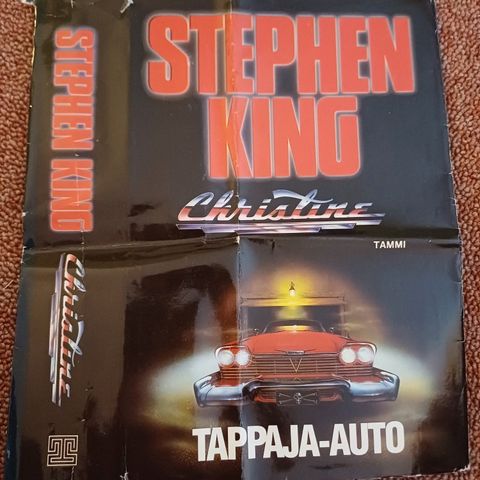 STEPHEN KING
Christine
STEPHEN
KING
Christine
TAMMI
TAPPAJA-AUTO